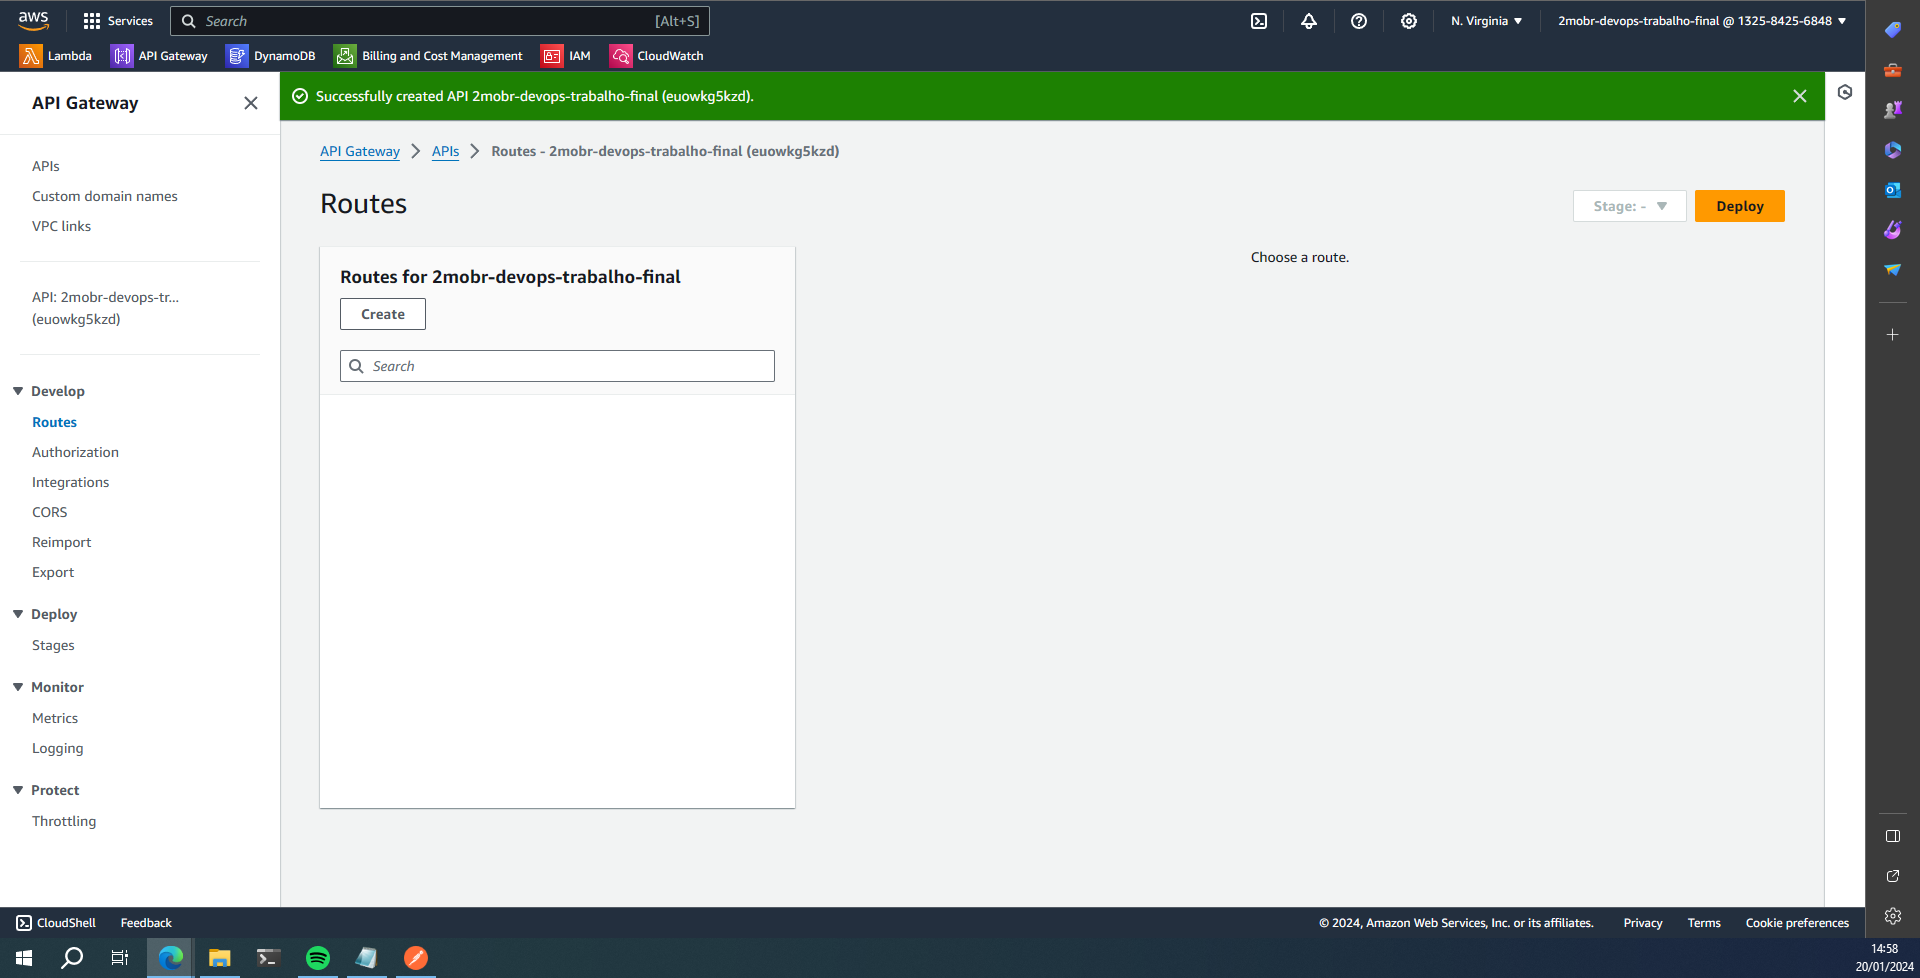 aws
Services
Search
[Alt+S]
N. Virginia
2mobr-devops-trabalho-final @ 1325-8425-6848
Lambda
API Gateway
DynamoDB
Billing and Cost Management
IAM
CloudWatch
API Gateway
APIs
Custom domain names
VPC links
API: 2mobr-devops-tr...
(euowkg5kzd)
Develop
Routes
Authorization
Integrations
CORS
Reimport
Export
Deploy
Stages
Monitor
Metrics
Logging
Protect
Throttling
Successfully created API 2mobr-devops-trabalho-final (euowkg5kzd).
API Gateway
APIs
Routes - 2mobr-devops-trabalho-final (euowkg5kzd)
Routes
Stage: -
Deploy
Routes for 2mobr-devops-trabalho-final
Create
Search
Choose a route.
CloudShell
Feedback
© 2024, Amazon Web Services, Inc. or its affiliates.
Privacy
Terms
Cookie preferences
14:58
20/01/2024